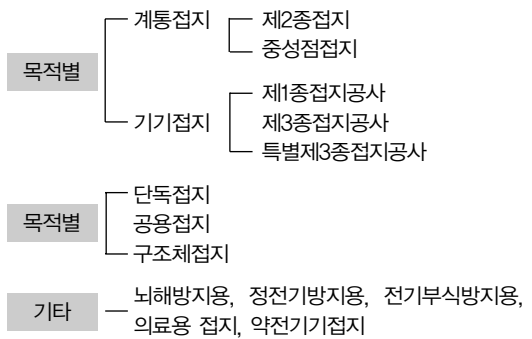 목적별
계통접지
제2종접지
중성점접지
기기접지
제1종접지공사
제3종접지공사
특별제3종접지공사
목적별
단독접지
공용접지
구조체접지
기타
뇌해방지용, 정전기방지용, 전기부식방지용,
의료용 접지, 약전기기접지